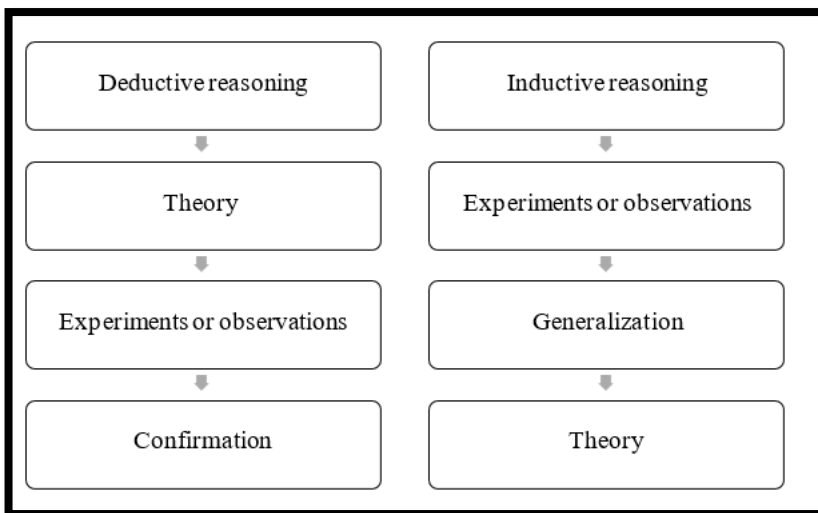 Deductive reasoning
Theory
Experiments or observations
Confirmation
Inductive reasoning
Experiments or observations
Generalization
Theory